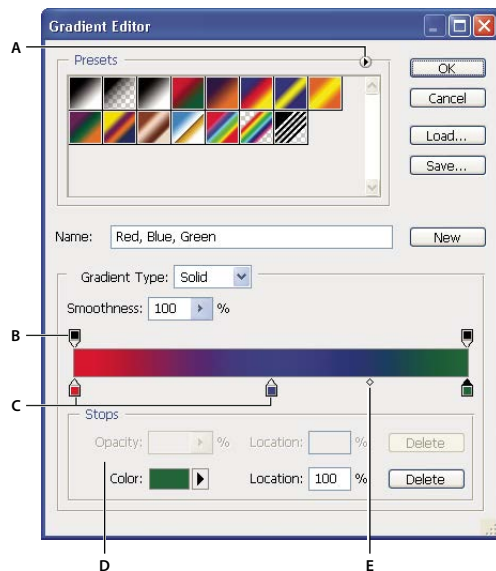 Gradient Editor
A
Presets
OK
Cancel
Load...
Save...
Name: Red, Blue, Green
New
Gradient Type: Solid
Smoothness: 100 %
B
C
Stops
Opacity: % Location: % Delete
Color: Location: 100 % Delete
D
E